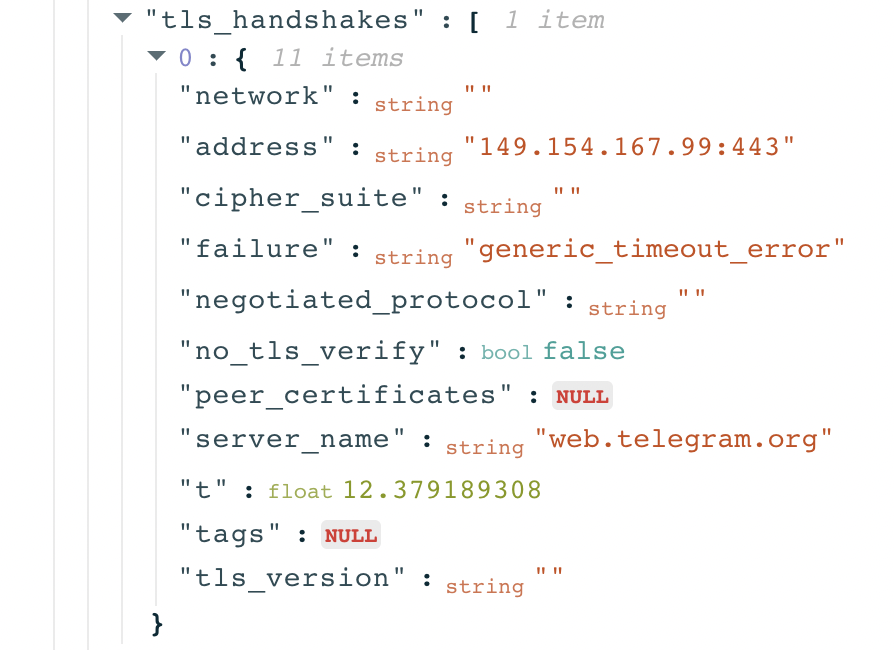 "tls_handshakes" : [ 1 item
0 : { 11 items
"network" : string ""
"address" : string "149.154.167.99:443"
"cipher_suite" : string ""
"failure" : string "generic_timeout_error"
"negotiated_protocol" : string ""
"no_tls_verify" : bool false
"peer_certificates" : NULL
"server_name" : string "web.telegram.org"
"t" : float 12.379189308
"tags" : NULL
"tls_version" : string ""
}